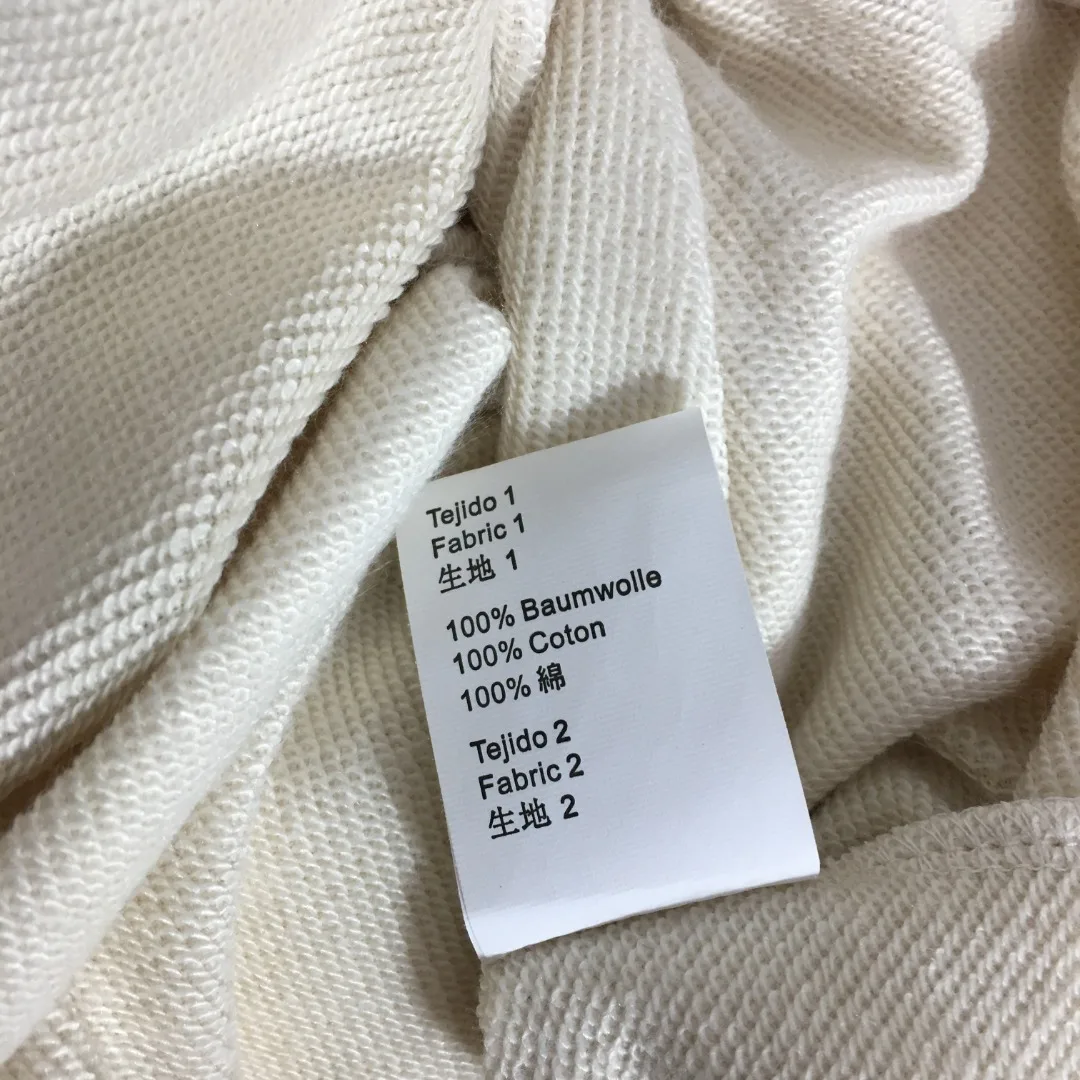 Tejido 1
Fabric 1
生地 1
100% Baumwolle
100% Coton
100% 綿
Tejido 2
Fabric 2
生地 2